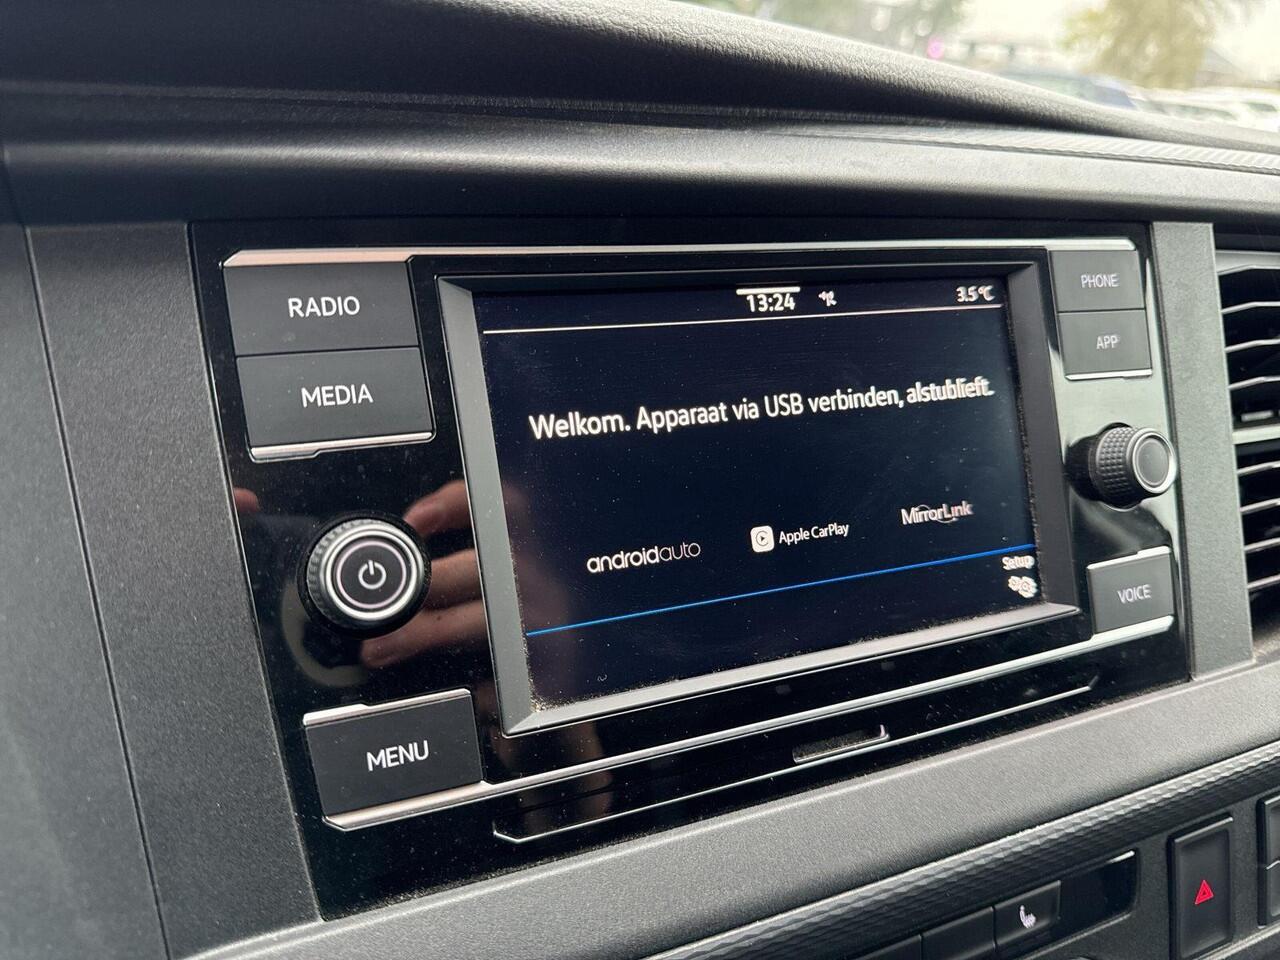 RADIO
MEDIA
MENU
13:24
3.5°C
Welkom. Apparaat via USB verbinden, alstublieft.
androidauto
Apple CarPlay
MirrorLink
Setup
PHONE
APP
VOICE